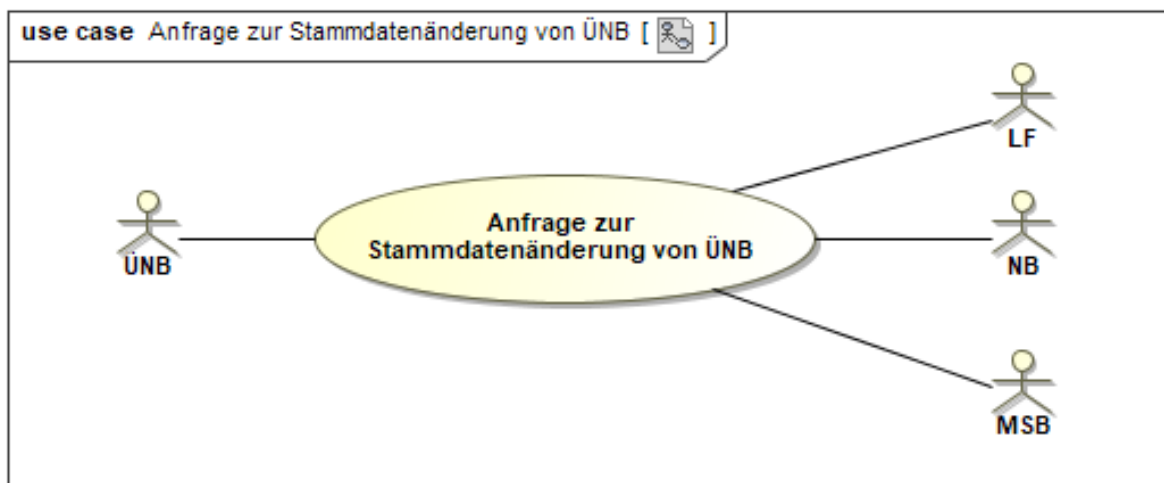 use case Anfrage zur Stammdatenänderung von ÜNB [ ]
LF
Anfrage zur
Stammdatenänderung von ÜNB
ÜNB
NB
MSB